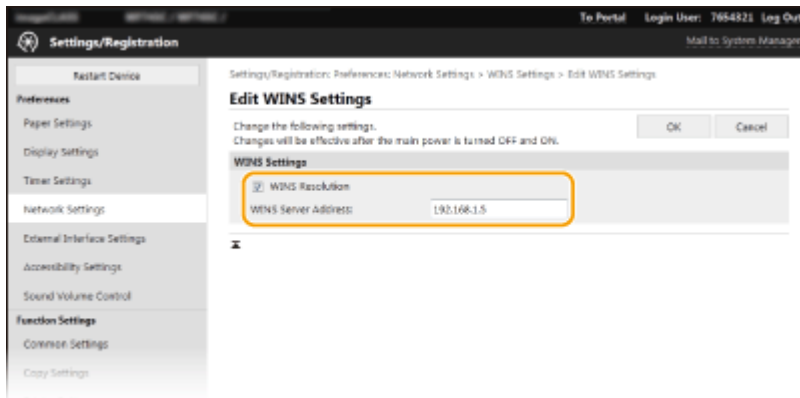 To Portal Login User: 7654321 Log Out
Settings/Registration
Mail to System Manager
Restart Device
Preferences
Paper Settings
Display Settings
Timer Settings
Network Settings
External Interface Settings
Accessibility Settings
Sound Volume Control
Function Settings
Common Settings
Copy Settings
Settings/Registration: Preferences: Network Settings > WINS Settings > Edit WINS Settings
Edit WINS Settings
Change the following settings.
Changes will be effective after the main power is turned OFF and ON.
OK Cancel
WINS Settings
WINS Resolution
WINS Server Address: 192.168.1.5